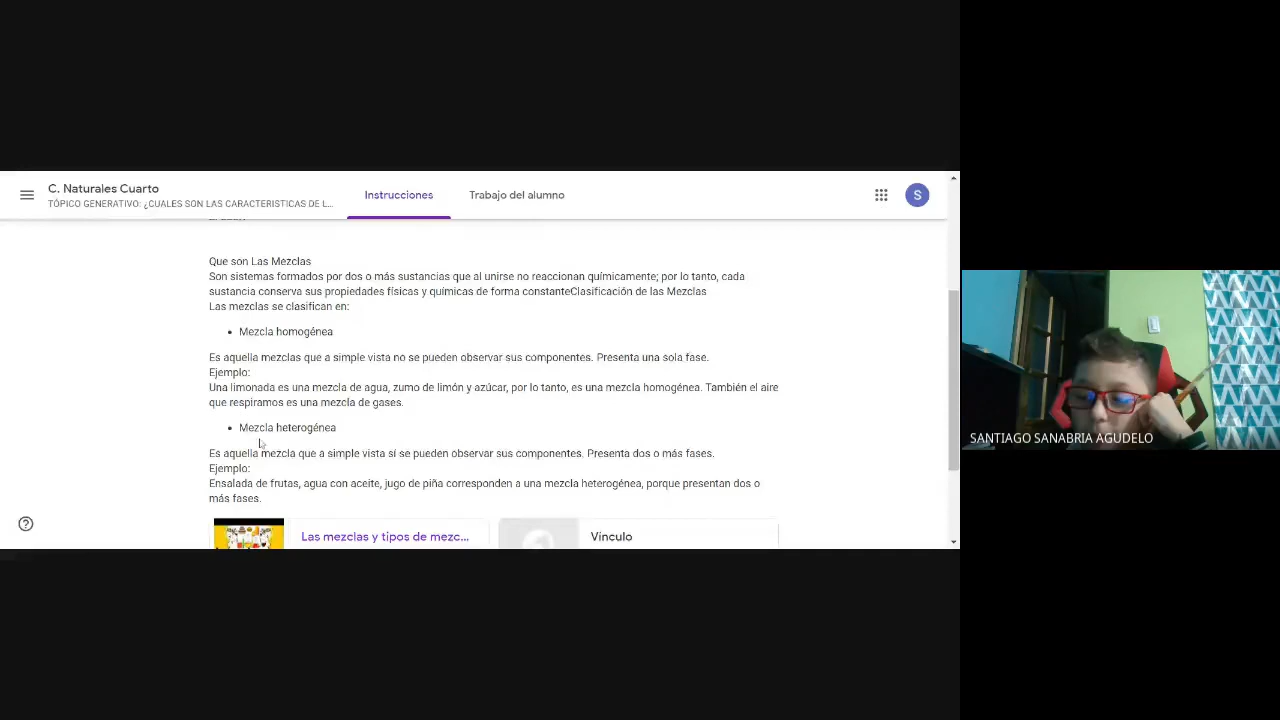 C. Naturales Cuarto
TÓPICO GENERATIVO: ¿CUALES SON LAS CARACTERISTICAS DE L...
Instrucciones
Trabajo del alumno
S
Que son Las Mezclas
Son sistemas formados por dos o más sustancias que al unirse no reaccionan químicamente; por lo tanto, cada
sustancia conserva sus propiedades físicas y químicas de forma constanteClasificación de las Mezclas
Las mezclas se clasifican en:
• Mezcla homogénea
Es aquella mezclas que a simple vista no se pueden observar sus componentes. Presenta una sola fase.
Ejemplo:
Una limonada es una mezcla de agua, zumo de limón y azúcar, por lo tanto, es una mezcla homogénea. También el aire
que respiramos es una mezcla de gases.
• Mezcla heterogénea
Es aquella mezcla que a simple vista sí se pueden observar sus componentes. Presenta dos o más fases.
Ejemplo:
Ensalada de frutas, agua con aceite, jugo de piña corresponden a una mezcla heterogénea, porque presentan dos o
más fases.
Las mezclas y tipos de mezc...
Vínculo
SANTIAGO SANABRIA AGUDELO